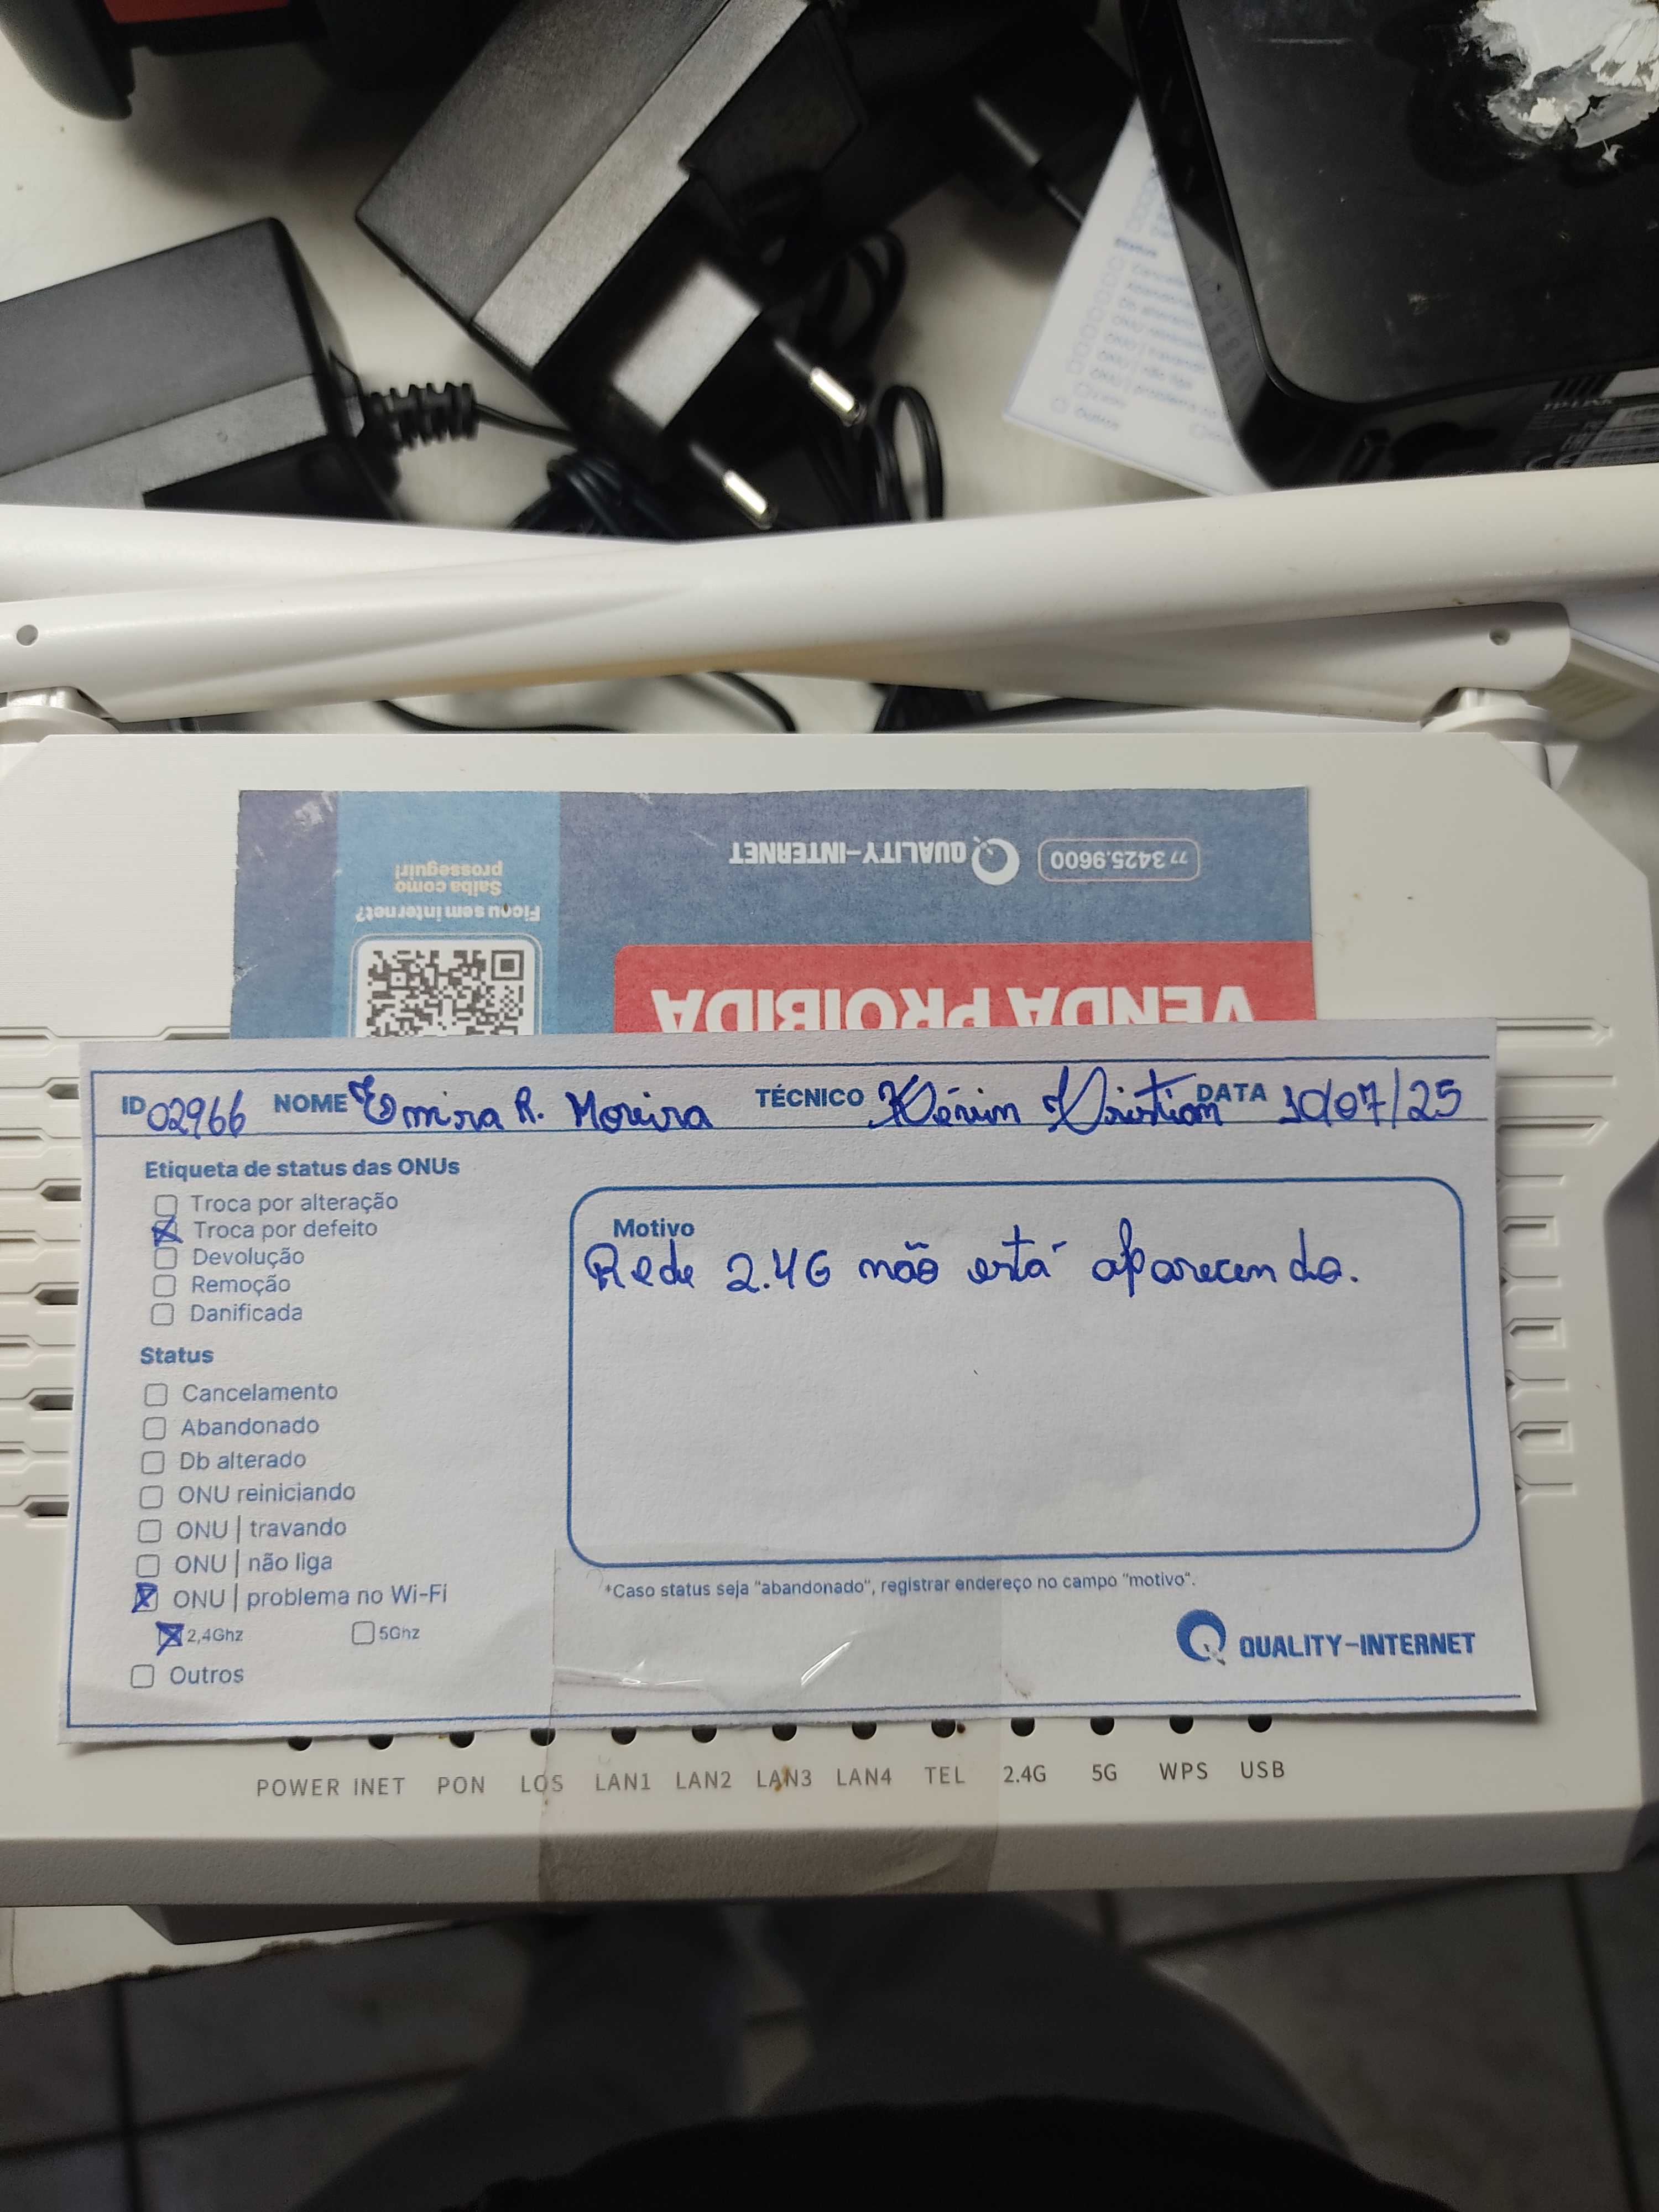 77 3425.9600
QUALITY-INTERNET
VENDA PROIBIDA
Ficou sem internet?
Saiba como
prosseguir!
ID 02966 NOME Emira R. Moreira TÉCNICO Kévim Kristian DATA 10/07/25
Etiqueta de status das ONUs
Troca por alteração
Troca por defeito
Devolução
Remoção
Danificada
Status
Cancelamento
Abandonado
Db alterado
ONU reiniciando
ONU | travando
ONU | não liga
ONU | problema no Wi-Fi
2,4Ghz 5Ghz
Outros
Motivo
Rede 2.4G não está aparecendo.
*Caso status seja "abandonado", registrar endereço no campo "motivo".
QUALITY-INTERNET
POWER INET PON LOS LAN1 LAN2 LAN3 LAN4 TEL 2.4G 5G WPS USB